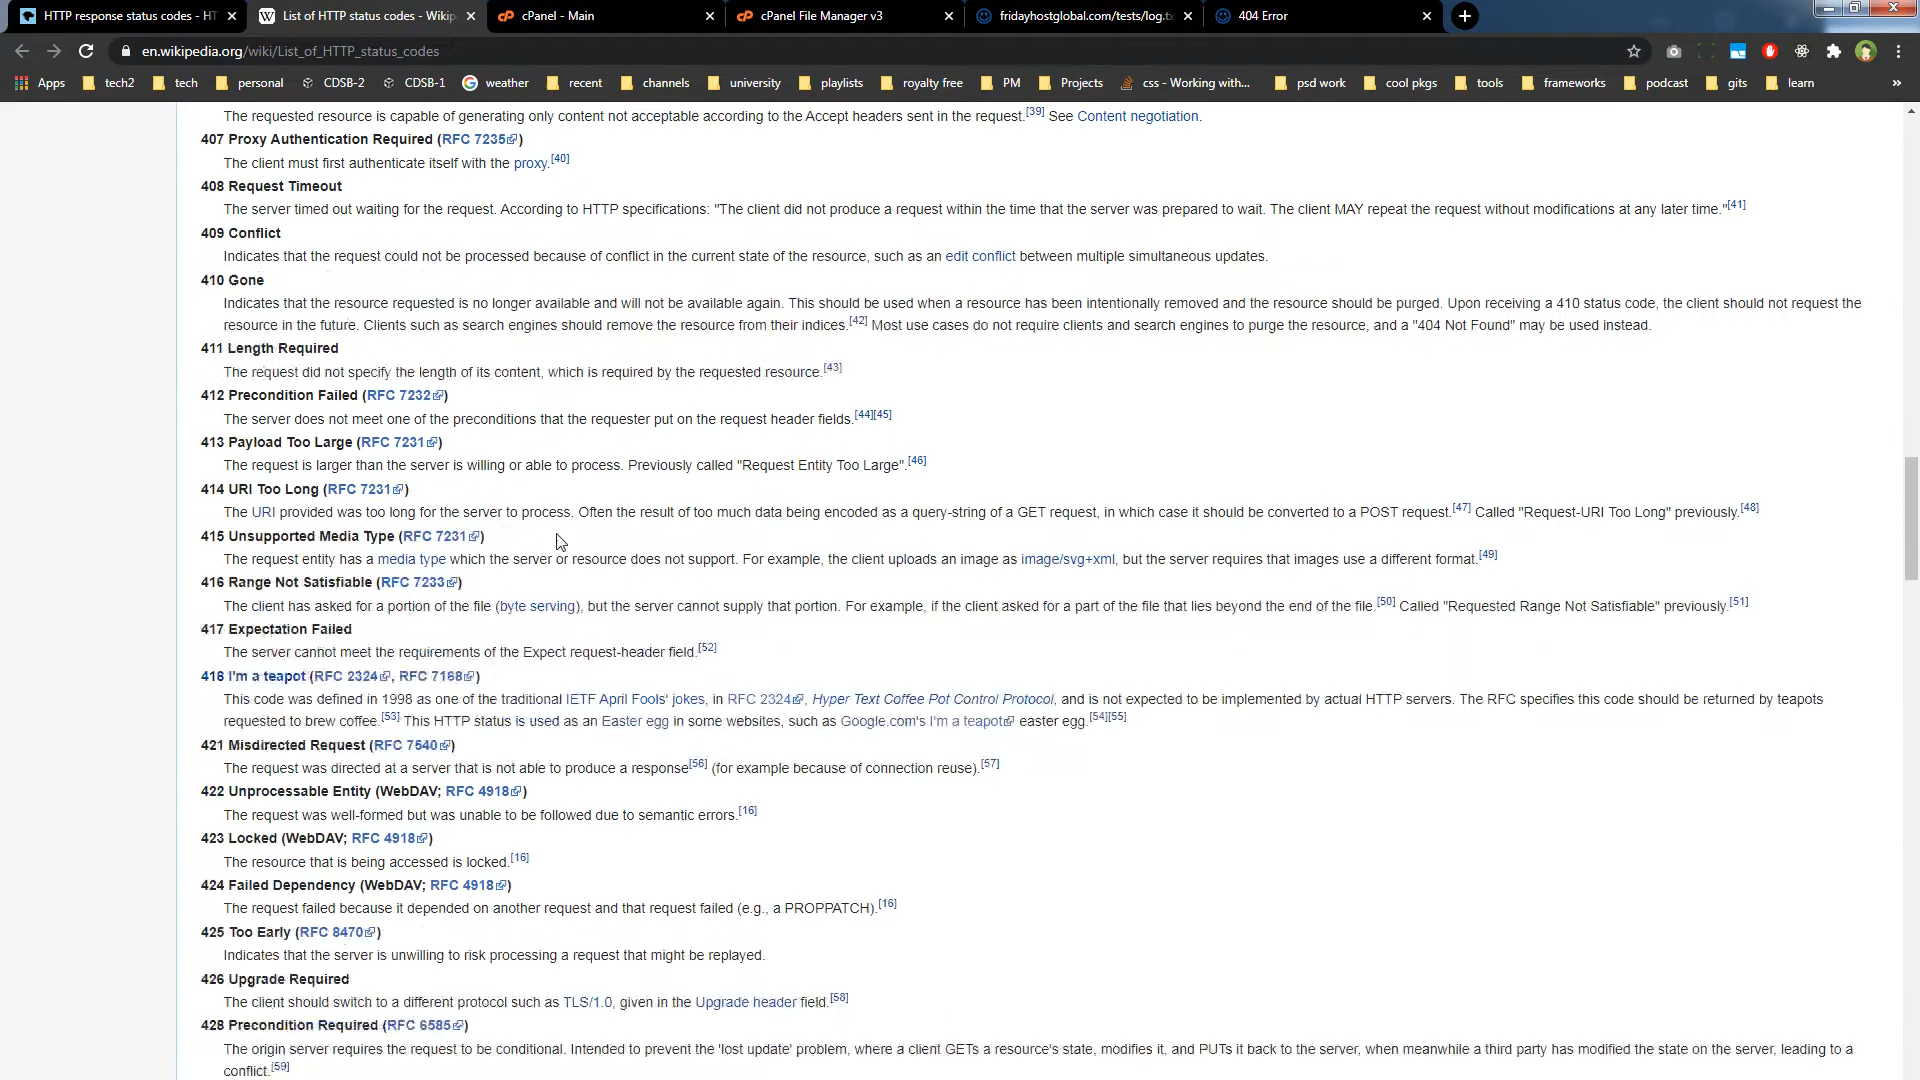 HTTP response status codes - HT
List of HTTP status codes - Wikip
cPanel - Main
cPanel File Manager v3
fridayhostglobal.com/tests/log.tx
404 Error
en.wikipedia.org/wiki/List_of_HTTP_status_codes
Apps tech2 tech personal CDSB-2 CDSB-1 weather recent channels university playlists royalty free PM Projects css - Working with... psd work cool pkgs tools frameworks podcast gits learn »
The requested resource is capable of generating only content not acceptable according to the Accept headers sent in the request.[39] See Content negotiation.
407 Proxy Authentication Required (RFC 7235)
The client must first authenticate itself with the proxy.[40]
408 Request Timeout
The server timed out waiting for the request. According to HTTP specifications: "The client did not produce a request within the time that the server was prepared to wait. The client MAY repeat the request without modifications at any later time."[41]
409 Conflict
Indicates that the request could not be processed because of conflict in the current state of the resource, such as an edit conflict between multiple simultaneous updates.
410 Gone
Indicates that the resource requested is no longer available and will not be available again. This should be used when a resource has been intentionally removed and the resource should be purged. Upon receiving a 410 status code, the client should not request the
resource in the future. Clients such as search engines should remove the resource from their indices.[42] Most use cases do not require clients and search engines to purge the resource, and a "404 Not Found" may be used instead.
411 Length Required
The request did not specify the length of its content, which is required by the requested resource.[43]
412 Precondition Failed (RFC 7232)
The server does not meet one of the preconditions that the requester put on the request header fields.[44][45]
413 Payload Too Large (RFC 7231)
The request is larger than the server is willing or able to process. Previously called "Request Entity Too Large".[46]
414 URI Too Long (RFC 7231)
The URI provided was too long for the server to process. Often the result of too much data being encoded as a query-string of a GET request, in which case it should be converted to a POST request.[47] Called "Request-URI Too Long" previously.[48]
415 Unsupported Media Type (RFC 7231)
The request entity has a media type which the server or resource does not support. For example, the client uploads an image as image/svg+xml, but the server requires that images use a different format.[49]
416 Range Not Satisfiable (RFC 7233)
The client has asked for a portion of the file (byte serving), but the server cannot supply that portion. For example, if the client asked for a part of the file that lies beyond the end of the file.[50] Called "Requested Range Not Satisfiable" previously.[51]
417 Expectation Failed
The server cannot meet the requirements of the Expect request-header field.[52]
418 I'm a teapot (RFC 2324, RFC 7168)
This code was defined in 1998 as one of the traditional IETF April Fools' jokes, in RFC 2324, Hyper Text Coffee Pot Control Protocol, and is not expected to be implemented by actual HTTP servers. The RFC specifies this code should be returned by teapots
requested to brew coffee.[53] This HTTP status is used as an Easter egg in some websites, such as Google.com's I'm a teapot easter egg.[54][55]
421 Misdirected Request (RFC 7540)
The request was directed at a server that is not able to produce a response[56] (for example because of connection reuse).[57]
422 Unprocessable Entity (WebDAV; RFC 4918)
The request was well-formed but was unable to be followed due to semantic errors.[16]
423 Locked (WebDAV; RFC 4918)
The resource that is being accessed is locked.[16]
424 Failed Dependency (WebDAV; RFC 4918)
The request failed because it depended on another request and that request failed (e.g., a PROPPATCH).[16]
425 Too Early (RFC 8470)
Indicates that the server is unwilling to risk processing a request that might be replayed.
426 Upgrade Required
The client should switch to a different protocol such as TLS/1.0, given in the Upgrade header field.[58]
428 Precondition Required (RFC 6585)
The origin server requires the request to be conditional. Intended to prevent the 'lost update' problem, where a client GETs a resource's state, modifies it, and PUTs it back to the server, when meanwhile a third party has modified the state on the server, leading to a
conflict.[59]